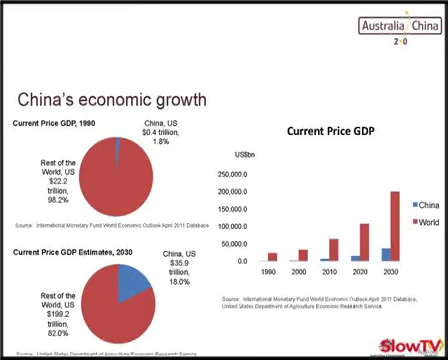 Australia China
2.0
China's economic growth
Current Price GDP, 1990
China, US
$0.4 trillion,
1.8%
Rest of the
World, US
$22.2
trillion,
98.2%
Source: International Monetary Fund World Economic Outlook April 2011 Database
Current Price GDP Estimates, 2030
China, US
$35.9
trillion,
18.0%
Rest of the
World, US
$199.2
trillion,
82.0%
Source: United States Department of Agriculture Economic Research Service
Current Price GDP
US$bn
250,000.0
200,000.0
150,000.0
100,000.0
50,000.0
0.0
1990 2000 2010 2020 2030
China
World
Source: International Monetary Fund World Economic Outlook April 2011 Database,
United States Department of Agriculture Economic Research Service
SlowTV